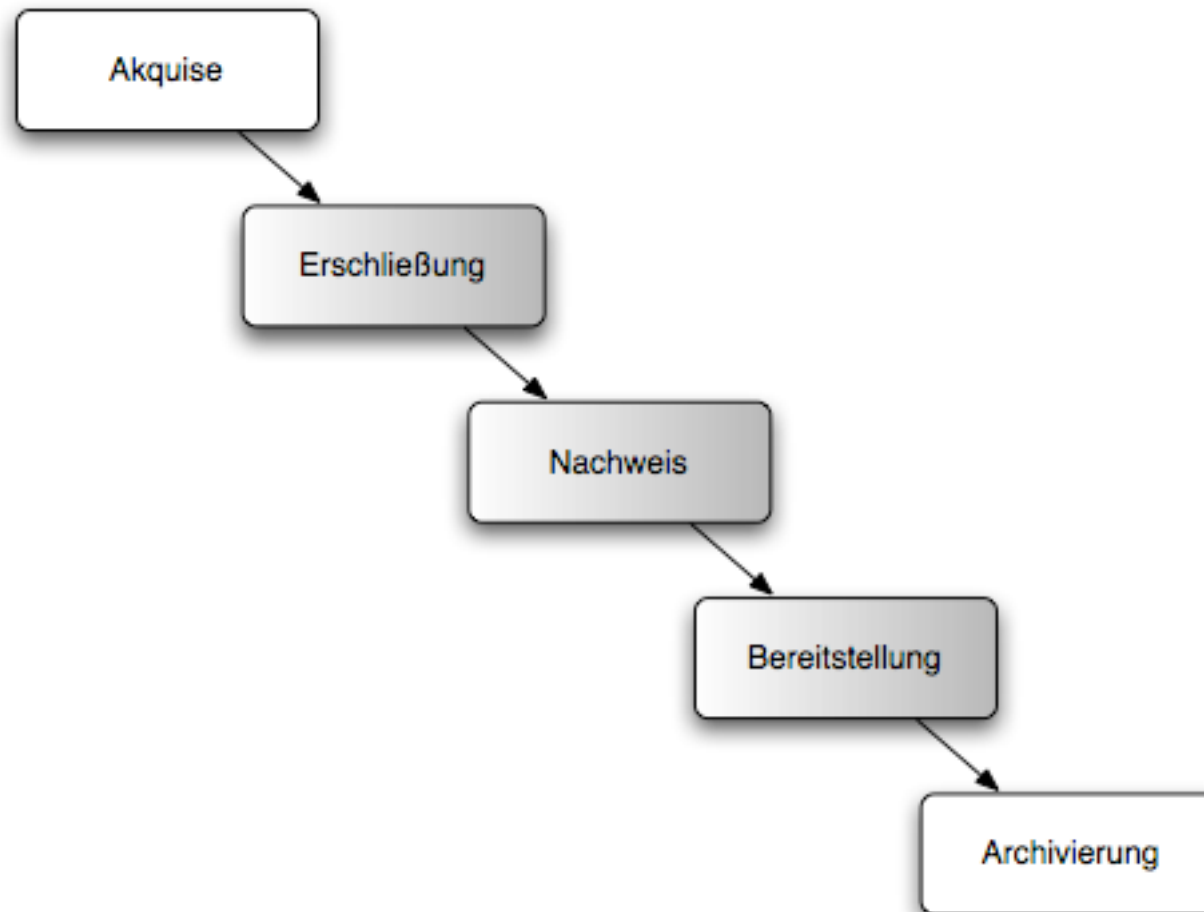 Akquise
Erschließung
Nachweis
Bereitstellung
Archivierung